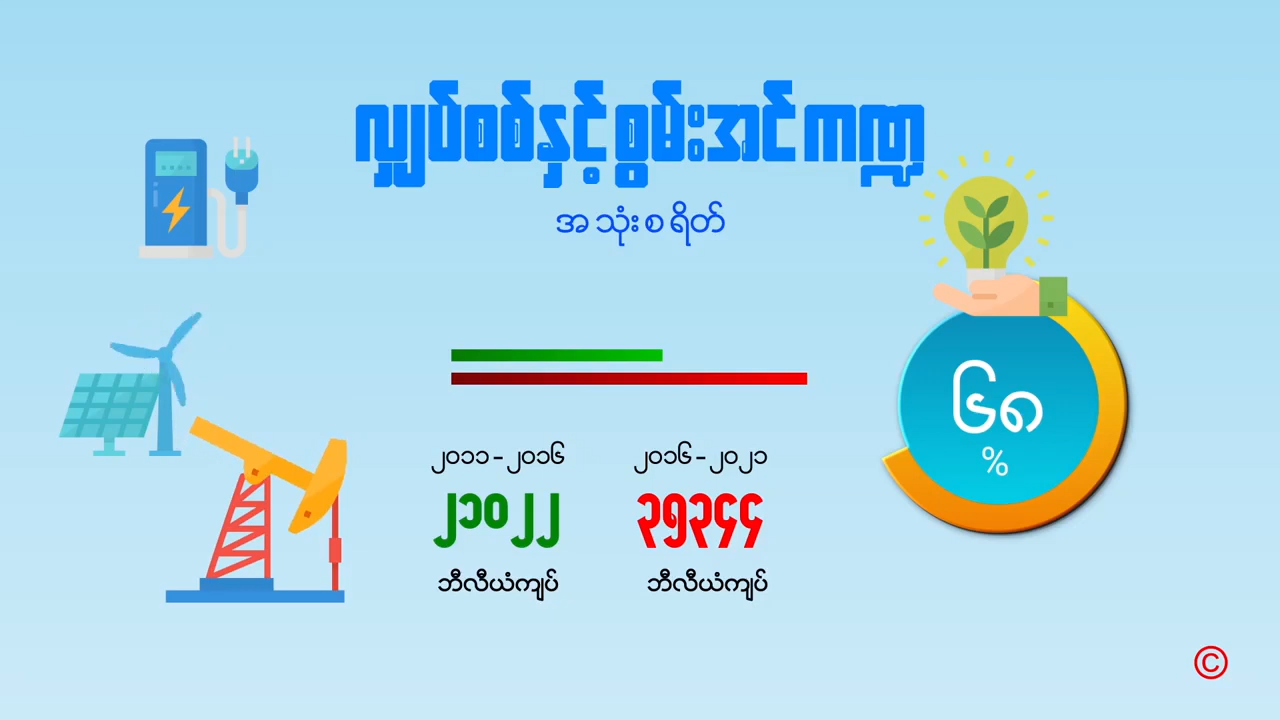 လျှပ်စစ်နှင့်စွမ်းအင်ကဏ္ဍ
အသုံးစရိတ်
၂၀၁၁ – ၂၀၁၆
၂၁၀၂၂
ဘီလီယံကျပ်
၂၀၁၆ – ၂၀၂၁
၃၅၃၄၄
ဘီလီယံကျပ်
၆၈
%
©